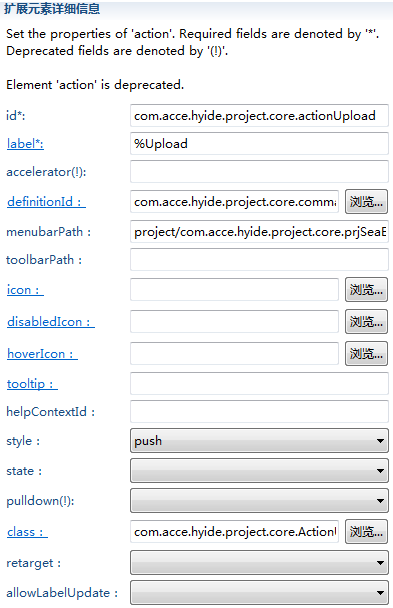 扩展元素详细信息
Set the properties of 'action'. Required fields are denoted by '*'.
Deprecated fields are denoted by '(!)'.
Element 'action' is deprecated.
id*: com.acce.hyide.project.core.actionUpload
label*: %Upload
accelerator(!):
definitionId : com.acce.hyide.project.core.comma 浏览...
menubarPath : project/com.acce.hyide.project.core.prjSeaE
toolbarPath :
icon : 浏览...
disabledIcon : 浏览...
hoverIcon : 浏览...
tooltip :
helpContextId :
style : push
state :
pulldown(!):
class : com.acce.hyide.project.core.Action 浏览...
retarget :
allowLabelUpdate :